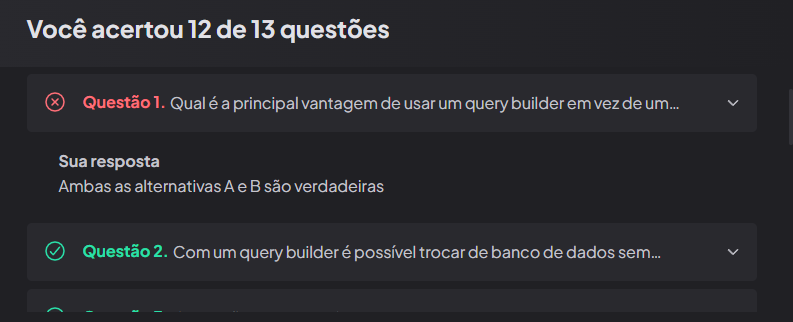 Você acertou 12 de 13 questões
Questão 1. Qual é a principal vantagem de usar um query builder em vez de um...
Sua resposta
Ambas as alternativas A e B são verdadeiras
Questão 2. Com um query builder é possível trocar de banco de dados sem...